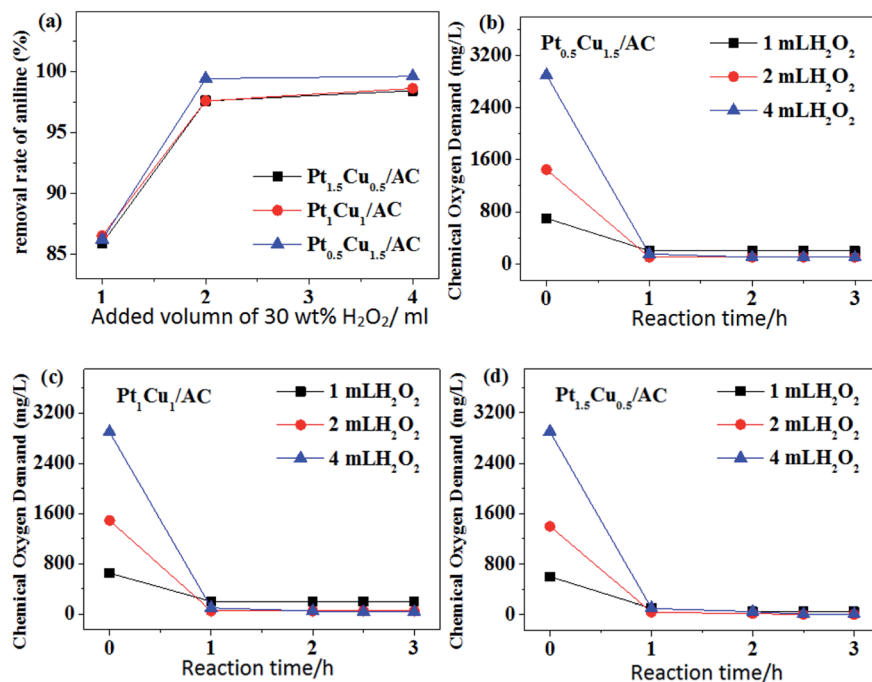 (a)
removal rate of aniline (%)
100
95
90
85
Pt₁.₅Cu₀.₅/AC
Pt₁Cu₁/AC
Pt₀.₅Cu₁.₅/AC
1 2 3 4
Added volumn of 30 wt% H₂O₂/ ml
(b)
Chemical Oxygen Demand (mg/L)
3200
2400
1600
800
0
Pt₀.₅Cu₁.₅/AC
1 mLH₂O₂
2 mLH₂O₂
4 mLH₂O₂
0 1 2 3
Reaction time/h
(c)
Chemical Oxygen Demand (mg/L)
3200
2400
1600
800
0
Pt₁Cu₁/AC
1 mLH₂O₂
2 mLH₂O₂
4 mLH₂O₂
0 1 2 3
Reaction time/h
(d)
Chemical Oxygen Demand (mg/L)
3200
2400
1600
800
0
Pt₁.₅Cu₀.₅/AC
1 mLH₂O₂
2 mLH₂O₂
4 mLH₂O₂
0 1 2 3
Reaction time/h